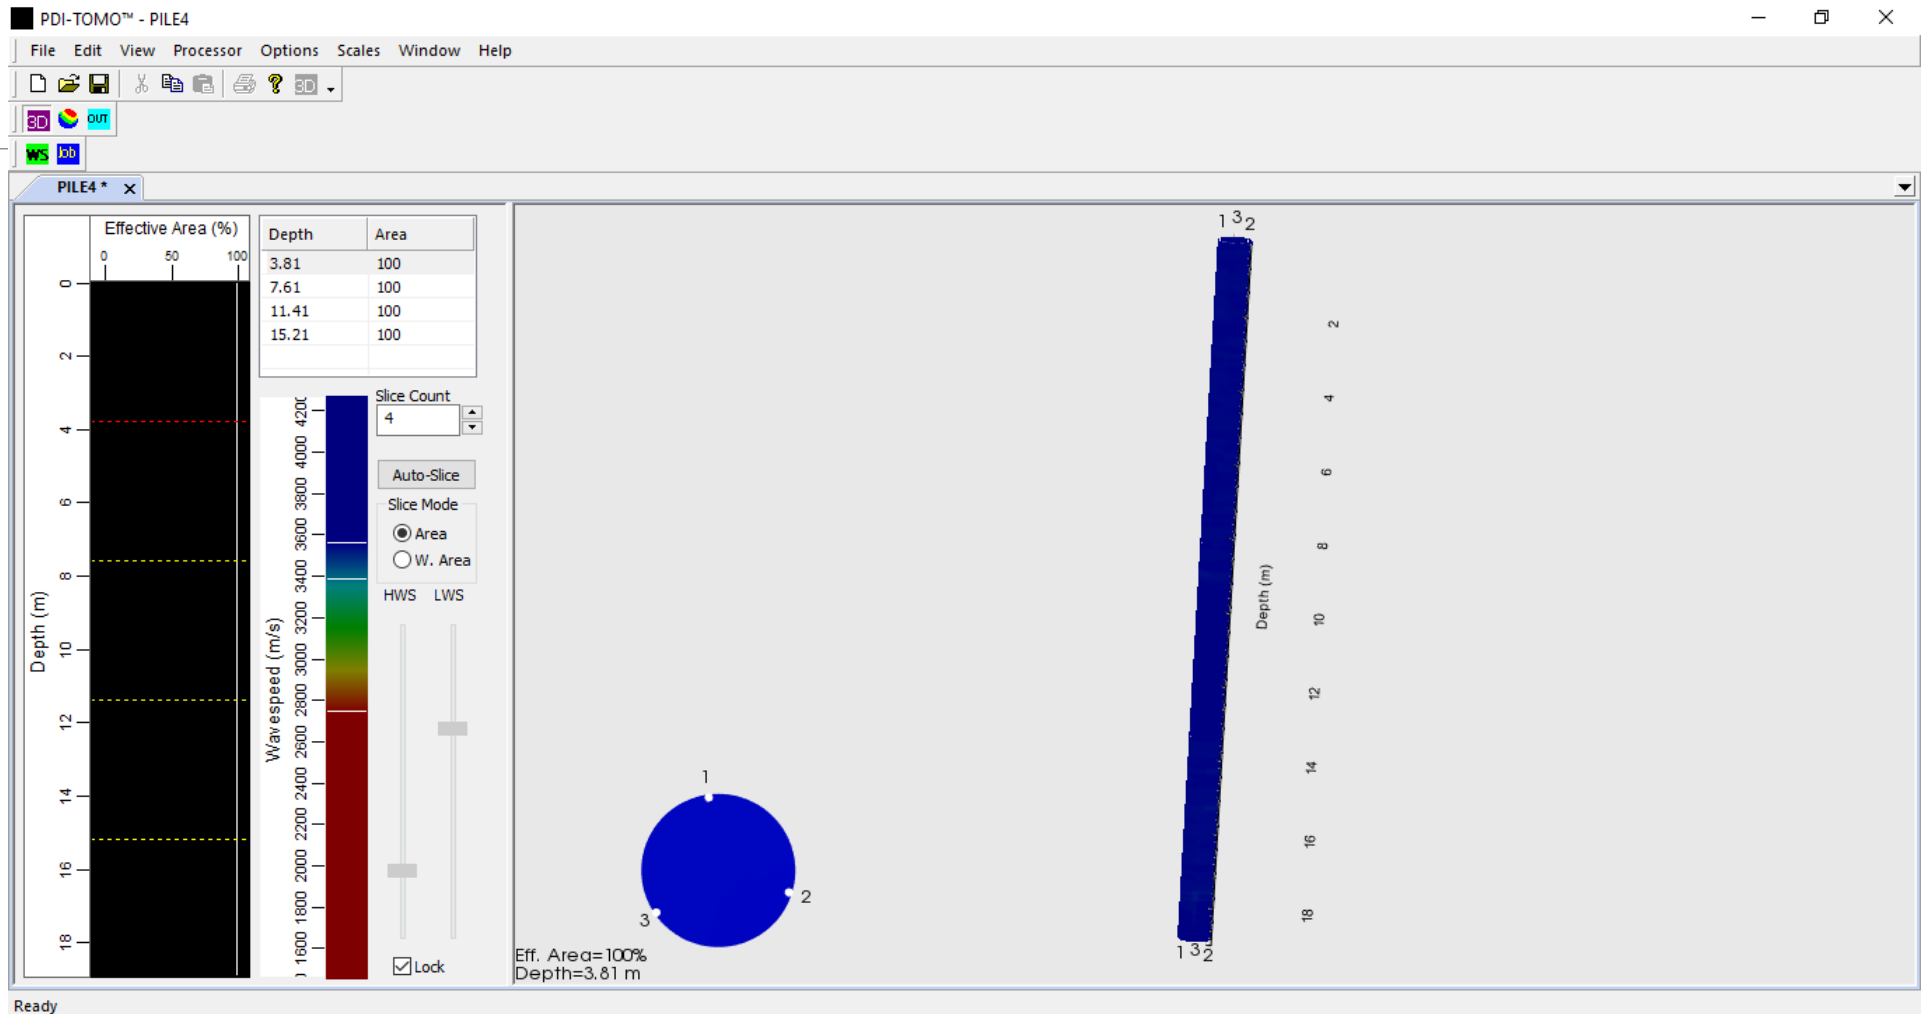 PDI-TOMO™ - PILE4
File Edit View Processor Options Scales Window Help
3D
3D OUT
WS Job
PILE4 *
Effective Area (%)
0 50 100
Depth (m)
0
2
4
6
8
10
12
14
16
18
Depth Area
3.81 100
7.61 100
11.41 100
15.21 100
Slice Count
4
Auto-Slice
Slice Mode
Area
W. Area
HWS LWS
Lock
Wavespeed (m/s)
4200
4000
3800
3600
3400
3200
3000
2800
2600
2400
2200
2000
1800
1600
1
2
3
Eff. Area=100%
Depth=3.81 m
1 3 2
2
4
6
8
Depth (m)
10
12
14
16
18
1 3 2
Ready